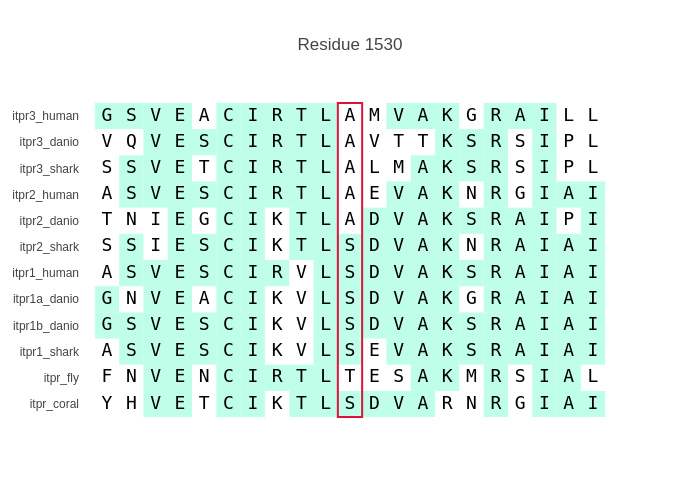 Residue 1530
itpr3_human G S V E A C I R T L A M V A K G R A I L L
itpr3_danio V Q V E S C I R T L A V T T K S R S I P L
itpr3_shark S S V E T C I R T L A L M A K S R S I P L
itpr2_human A S V E S C I R T L A E V A K N R G I A I
itpr2_danio T N I E G C I K T L A D V A K S R A I P I
itpr2_shark S S I E S C I K T L S D V A K N R A I A I
itpr1_human A S V E S C I R V L S D V A K S R A I A I
itpr1a_danio G N V E A C I K V L S D V A K G R A I A I
itpr1b_danio G S V E S C I K V L S D V A K S R A I A I
itpr1_shark A S V E S C I K V L S E V A K S R A I A I
itpr_fly F N V E N C I R T L T E S A K M R S I A L
itpr_coral Y H V E T C I K T L S D V A R N R G I A I